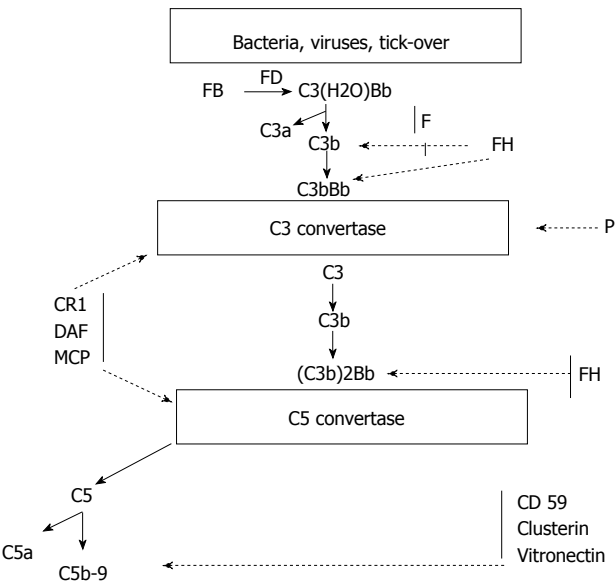 Bacteria, viruses, tick-over
FD
FB
C3(H2O)Bb
F
C3a
C3b
FH
C3bBb
C3 convertase
P
C3
CR1
C3b
DAF
MCP
(C3b)2Bb
FH
C5 convertase
C5
CD 59
Clusterin
C5a
Vitronectin
C5b-9